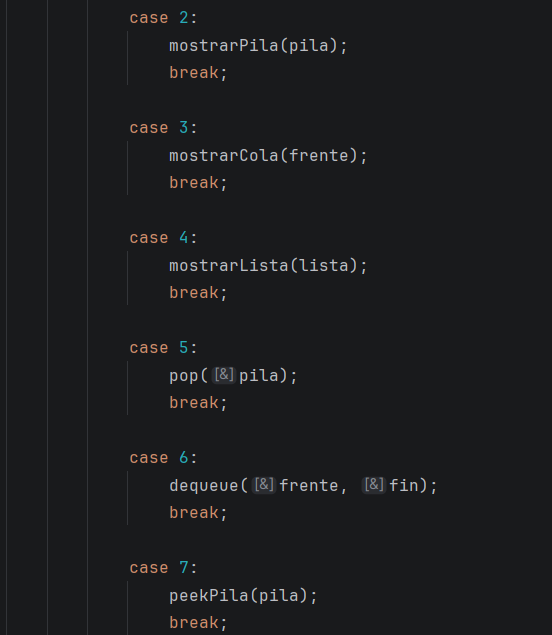 case 2:
mostrarPila(pila);
break;
case 3:
mostrarCola(frente);
break;
case 4:
mostrarLista(lista);
break;
case 5:
pop([&]pila);
break;
case 6:
dequeue([&]frente, [&]fin);
break;
case 7:
peekPila(pila);
break;